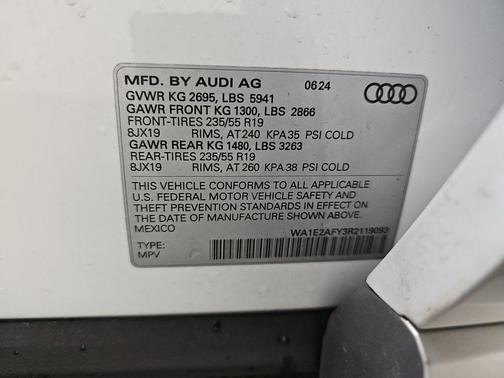 MFD. BY AUDI AG 06 24
GVWR KG 2695, LBS 5941
GAWR FRONT KG 1300, LBS 2866
FRONT-TIRES 235/55 R19
8JX19 RIMS, AT 240 KPA 35 PSI COLD
GAWR REAR KG 1480, LBS 3263
REAR-TIRES 235/55 R19
8JX19 RIMS, AT 260 KPA 38 PSI COLD
THIS VEHICLE CONFORMS TO ALL APPLICABLE
U.S. FEDERAL MOTOR VEHICLE SAFETY AND
THEFT PREVENTION STANDARDS IN EFFECT ON
THE DATE OF MANUFACTURE SHOWN ABOVE.
MEXICO WA1E2AFY3R2119093
TYPE:
MPV